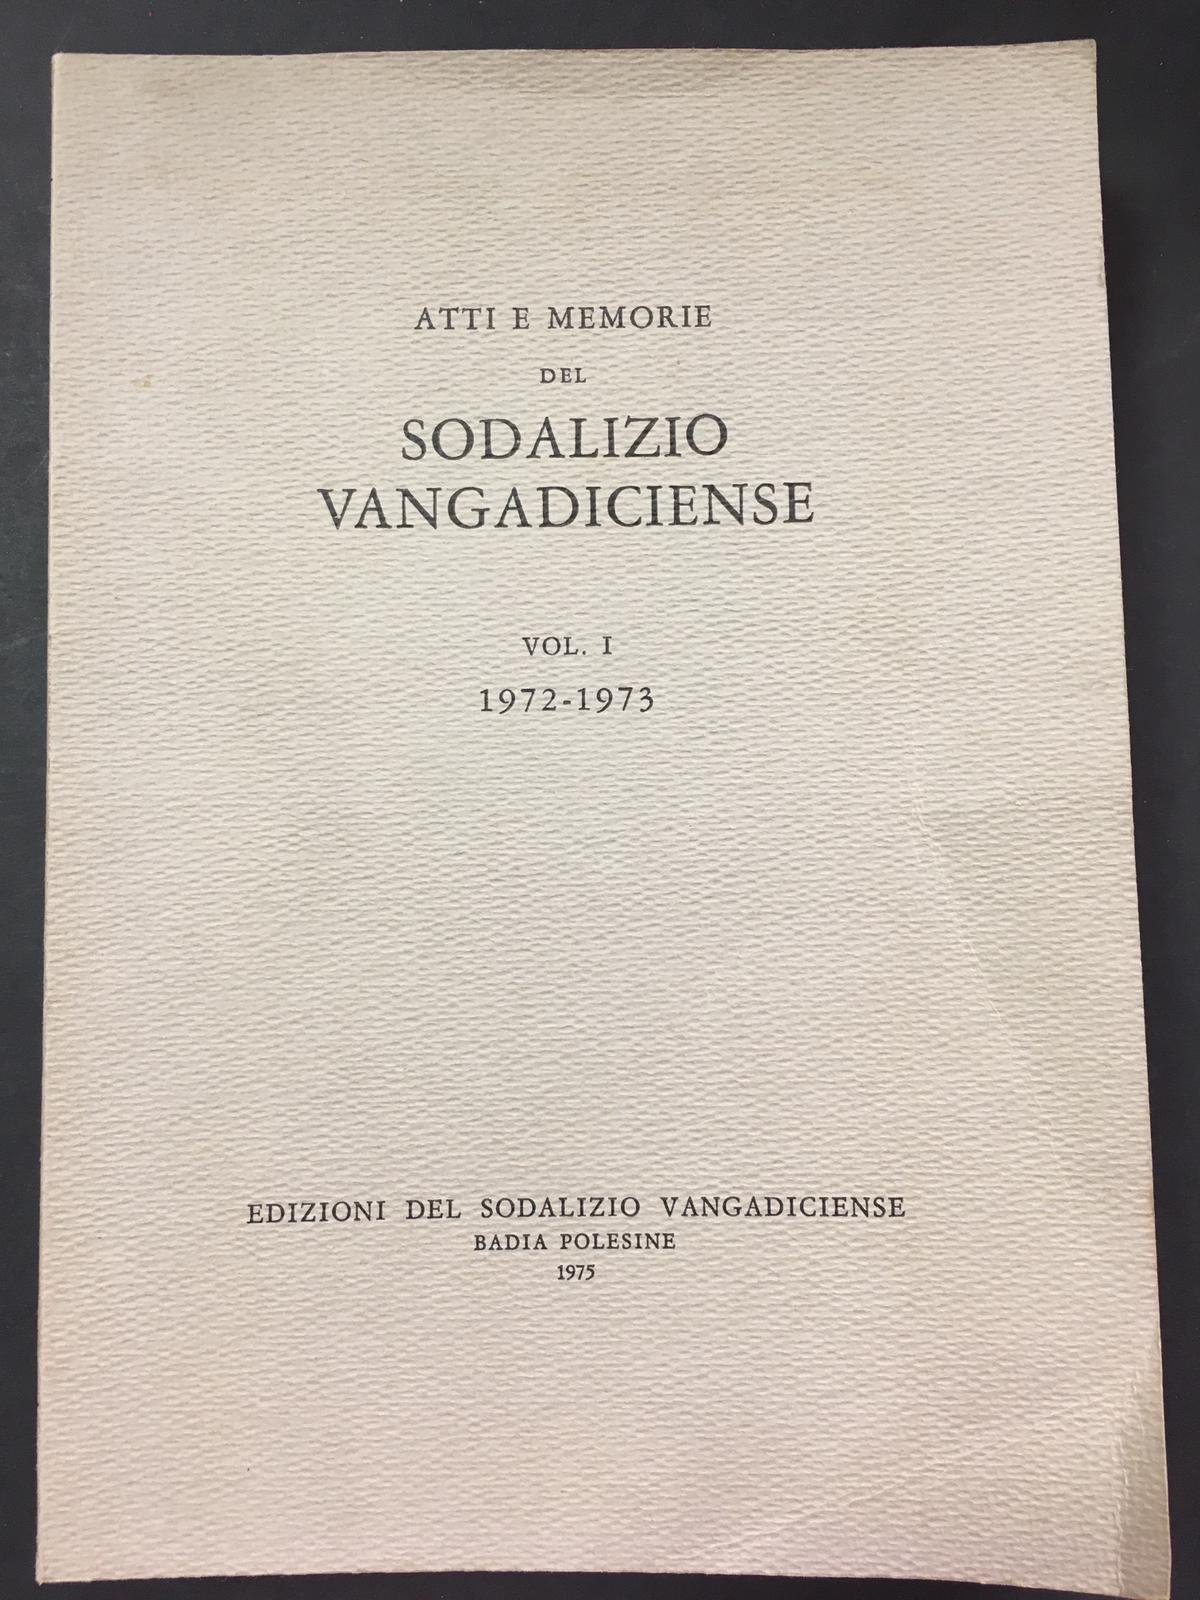 ATTI E MEMORIE
DEL
SODALIZIO
VANGADICIENSE
VOL. I
1972-1973
EDIZIONI DEL SODALIZIO VANGADICIENSE
BADIA POLESINE
1975